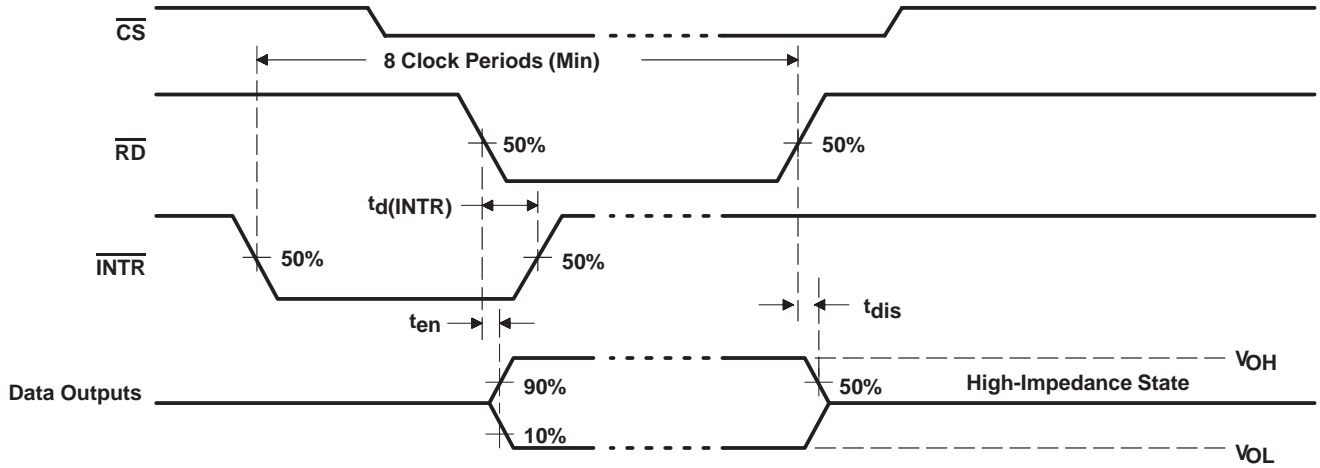 CS
8 Clock Periods (Min)
RD
50%
50%
td(INTR)
INTR
50%
50%
ten
tdis
VOH
Data Outputs
90%
50%
High-Impedance State
10%
VOL